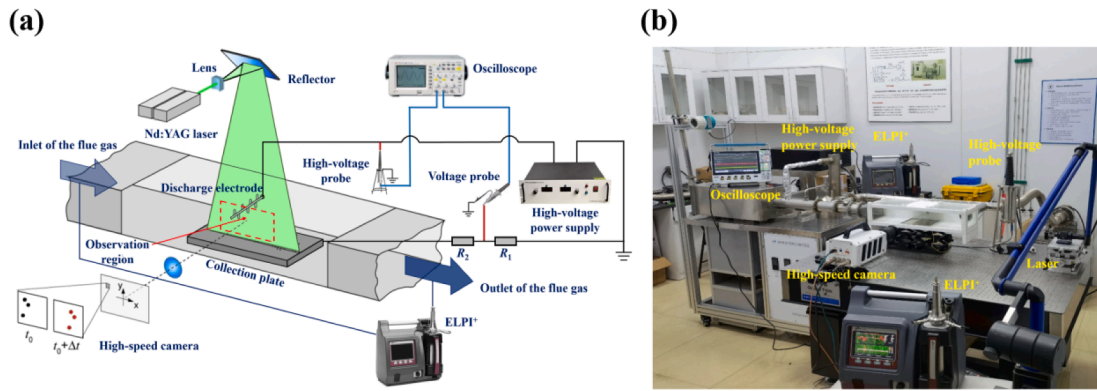 (a)
Lens
Reflector
Oscilloscope
Nd:YAG laser
Inlet of the flue gas
High-voltage
probe
Voltage probe
Discharge electrode
High-voltage
power supply
Observation
region
R2
R1
Collection plate
Outlet of the flue gas
y
x
t0
t0+Δt
High-speed camera
ELPI+
(b)
High-voltage
power supply
ELPI+
High-voltage
probe
Oscilloscope
High-speed camera
Laser
ELPI+